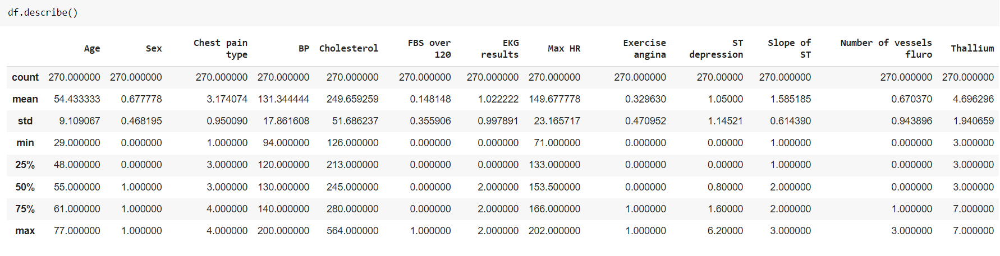 df.describe()
Age Sex Chest pain type BP Cholesterol FBS over 120 EKG results Max HR Exercise angina ST depression Slope of ST Number of vessels fluro Thallium
count 270.000000 270.000000 270.000000 270.000000 270.000000 270.000000 270.000000 270.000000 270.000000 270.00000 270.000000 270.000000 270.000000
mean 54.433333 0.677778 3.174074 131.344444 249.659259 0.148148 1.022222 149.677778 0.329630 1.05000 1.585185 0.670370 4.696296
std 9.109067 0.468195 0.950090 17.861608 51.686237 0.355906 0.997891 23.165717 0.470952 1.14521 0.614390 0.943896 1.940659
min 29.000000 0.000000 1.000000 94.000000 126.000000 0.000000 0.000000 71.000000 0.000000 0.00000 1.000000 0.000000 3.000000
25% 48.000000 0.000000 3.000000 120.000000 213.000000 0.000000 0.000000 133.000000 0.000000 0.00000 1.000000 0.000000 3.000000
50% 55.000000 1.000000 3.000000 130.000000 245.000000 0.000000 2.000000 153.500000 0.000000 0.80000 2.000000 0.000000 3.000000
75% 61.000000 1.000000 4.000000 140.000000 280.000000 0.000000 2.000000 166.000000 1.000000 1.60000 2.000000 1.000000 7.000000
max 77.000000 1.000000 4.000000 200.000000 564.000000 1.000000 2.000000 202.000000 1.000000 6.20000 3.000000 3.000000 7.000000